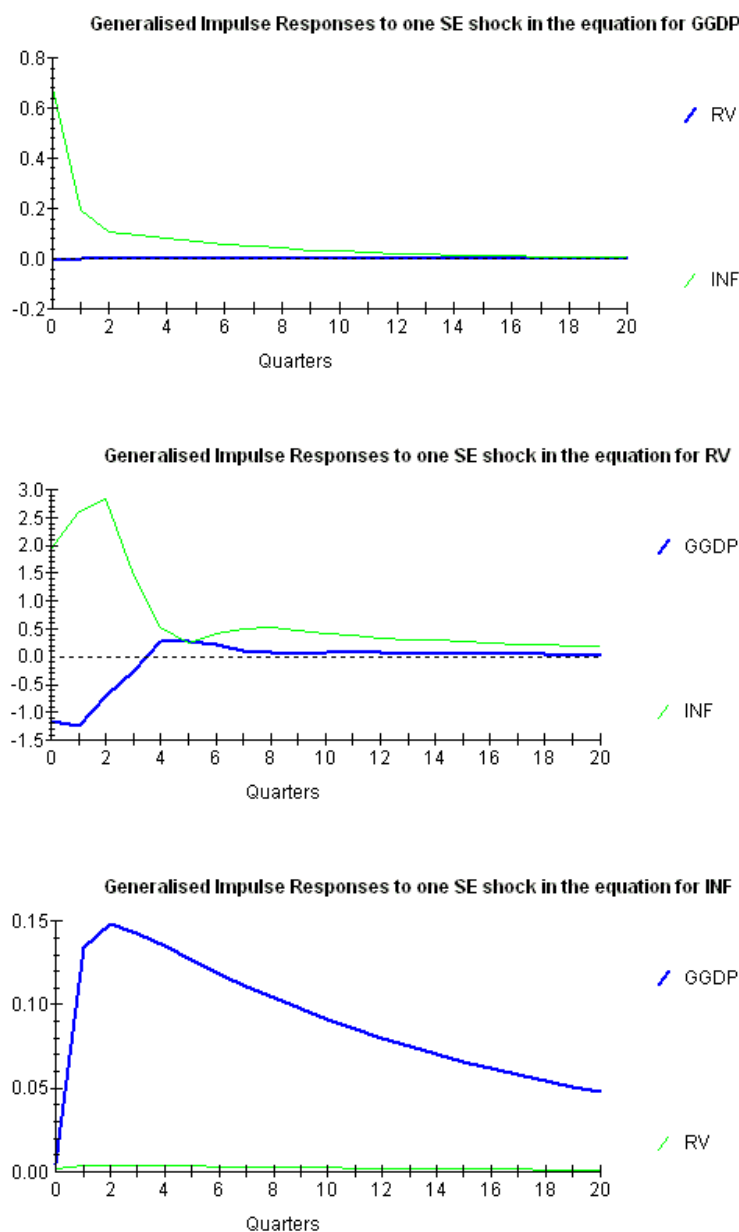 Generalised Impulse Responses to one SE shock in the equation for GGDP
0.8
0.6
0.4
0.2
0.0
-0.2
RV
INF
0 2 4 6 8 10 12 14 16 18 20
Quarters
Generalised Impulse Responses to one SE shock in the equation for RV
3.0
2.5
2.0
1.5
1.0
0.5
0.0
-0.5
-1.0
-1.5
GGDP
INF
0 2 4 6 8 10 12 14 16 18 20
Quarters
Generalised Impulse Responses to one SE shock in the equation for INF
0.15
0.10
0.05
0.00
GGDP
RV
0 2 4 6 8 10 12 14 16 18 20
Quarters